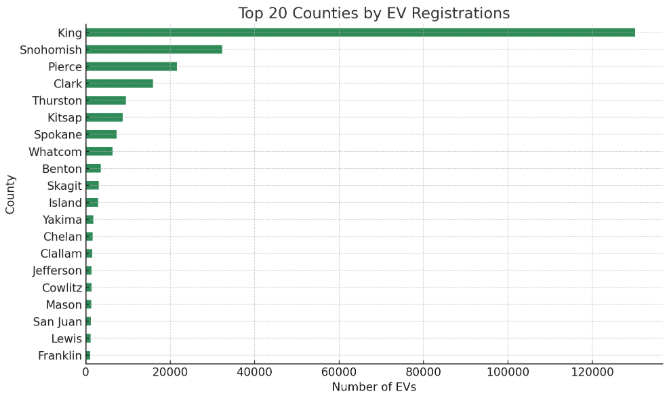 Top 20 Counties by EV Registrations
King
Snohomish
Pierce
Clark
Thurston
Kitsap
Spokane
Whatcom
Benton
Skagit
Island
Yakima
Chelan
Clallam
Jefferson
Cowlitz
Mason
San Juan
Lewis
Franklin
County
0 20000 40000 60000 80000 100000 120000
Number of EVs